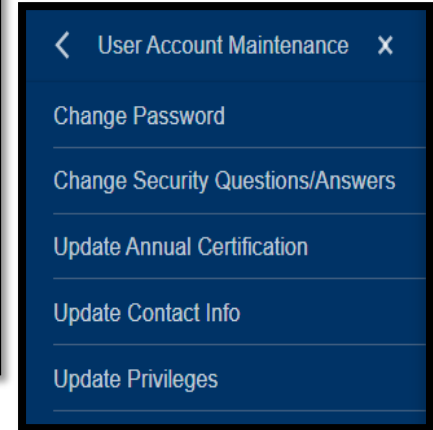 User Account Maintenance
Change Password
Change Security Questions/Answers
Update Annual Certification
Update Contact Info
Update Privileges